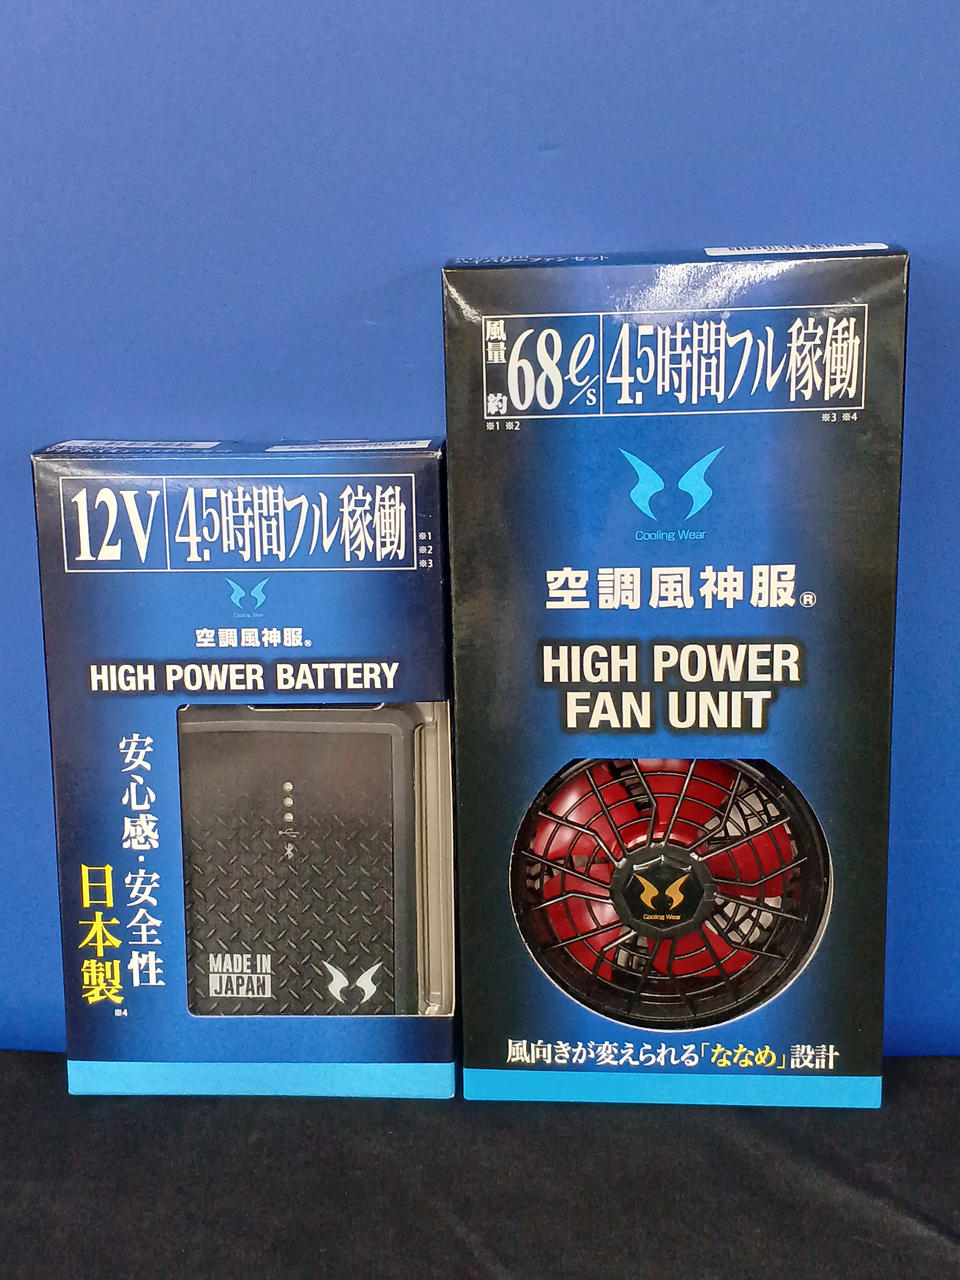 12V 4.5時間フル稼働
※1
※2
※3
Cooling Wear
空調風神服®
HIGH POWER BATTERY
安心感・安全性
日本製
※4
MADE IN
JAPAN
風量 約68ℓ/s 4.5時間フル稼働
※1 ※2 ※3 ※4
Cooling Wear
空調風神服®
HIGH POWER
FAN UNIT
Cooling Wear
風向きが変えられる「ななめ」設計